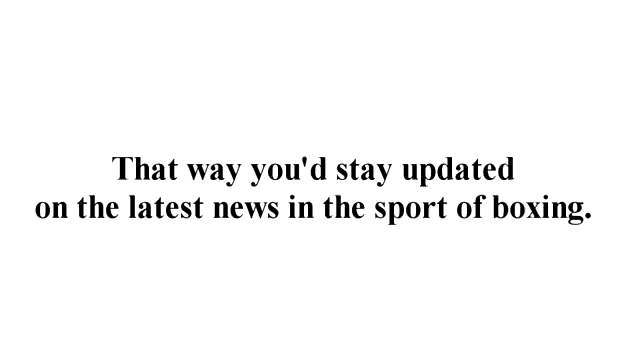 That way you'd stay updated
on the latest news in the sport of boxing.